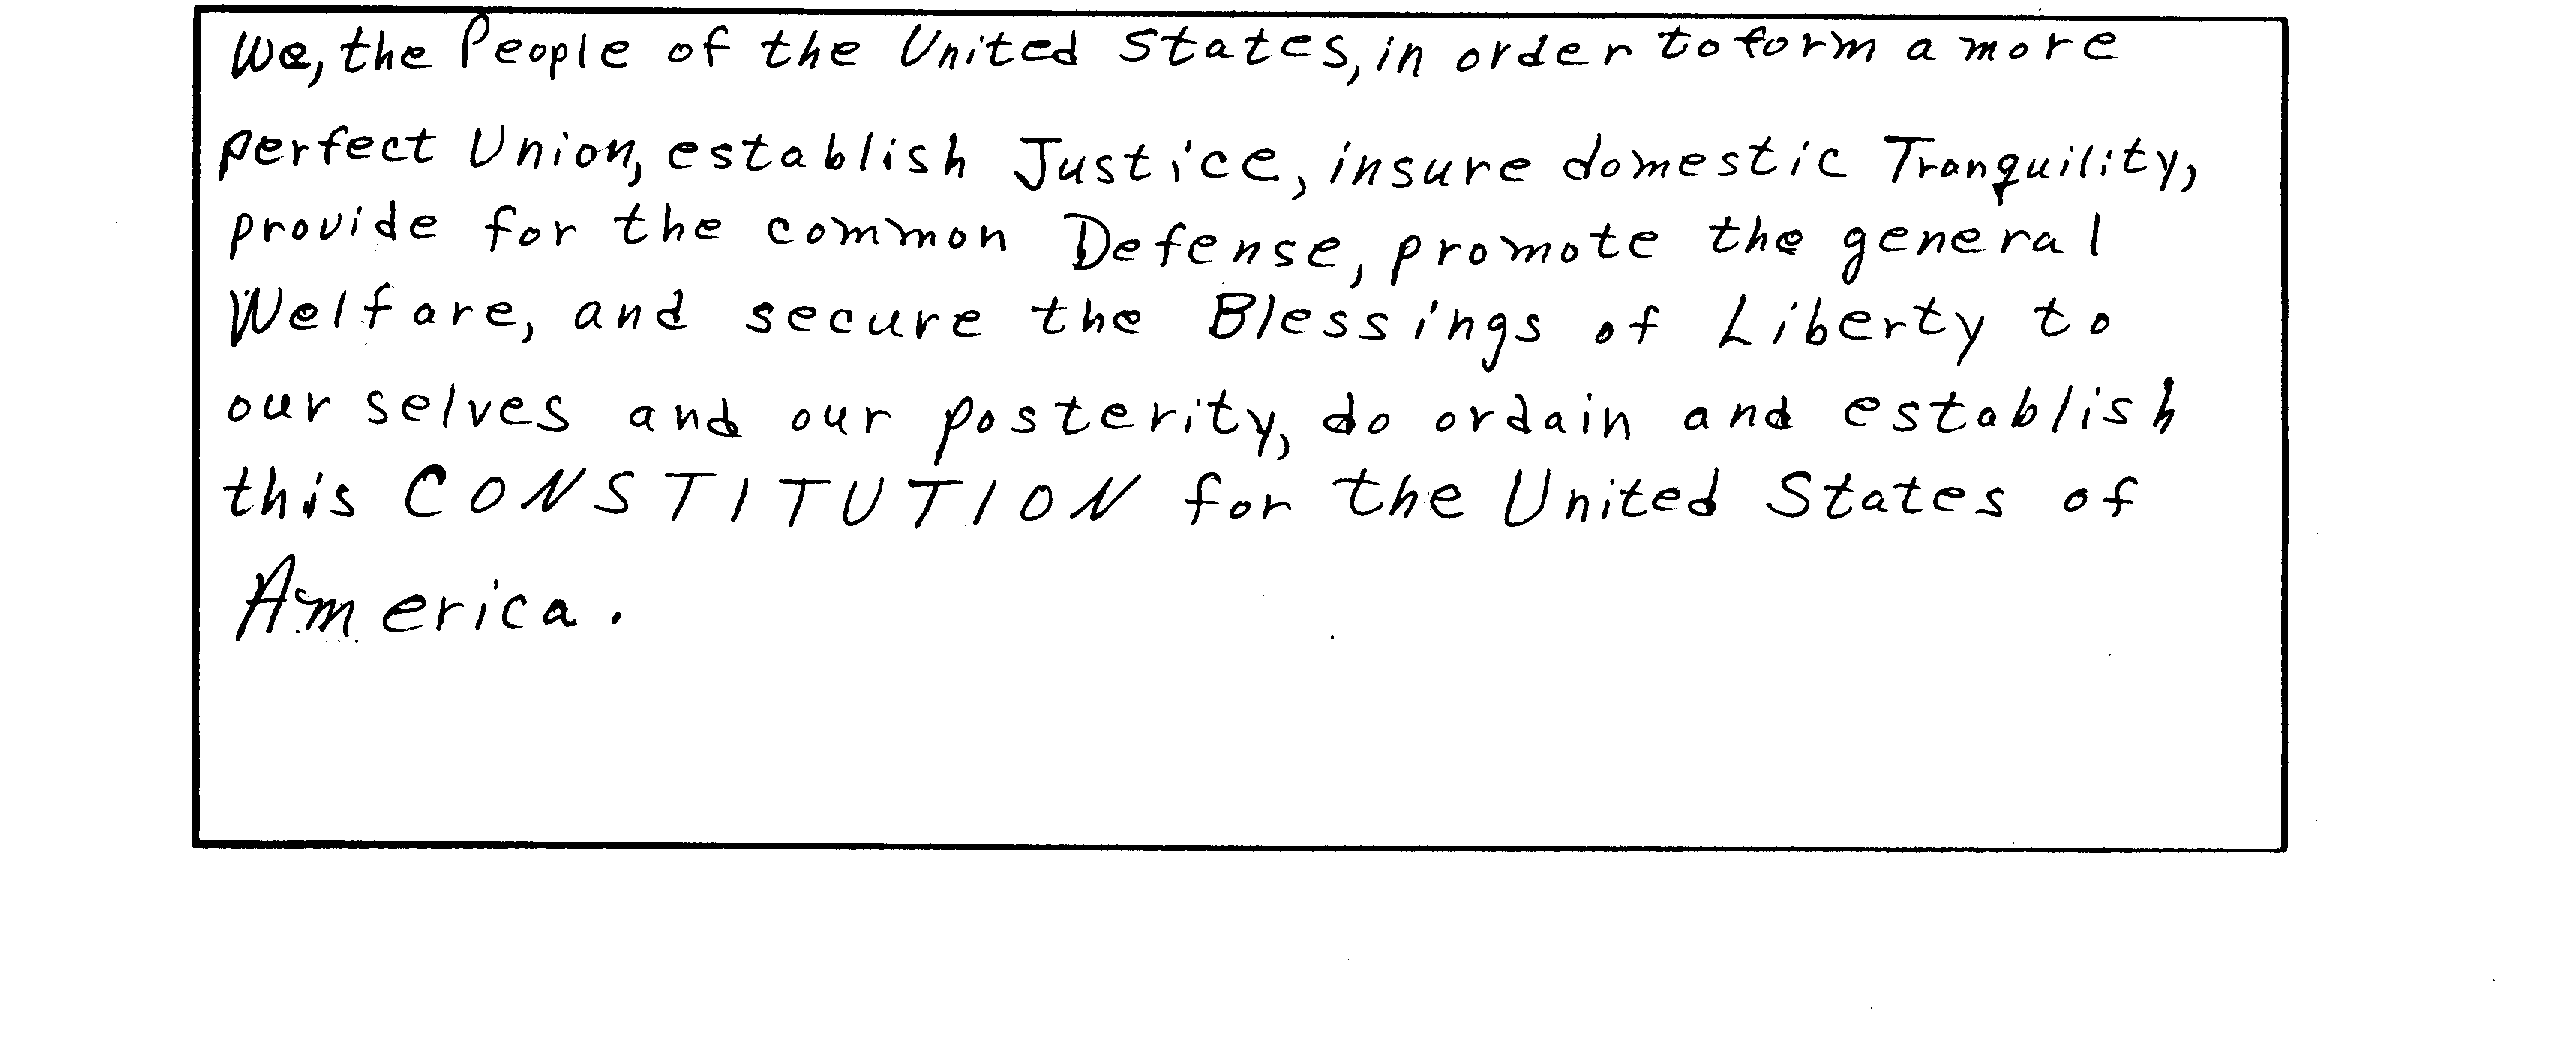 We, the People of the United States, in order to form a more
perfect Union, establish Justice, insure domestic Tranquility,
provide for the common Defense, promote the general
Welfare, and secure the Blessings of Liberty to
our selves and our posterity, do ordain and establish
this CONSTITUTION for the United States of
America.